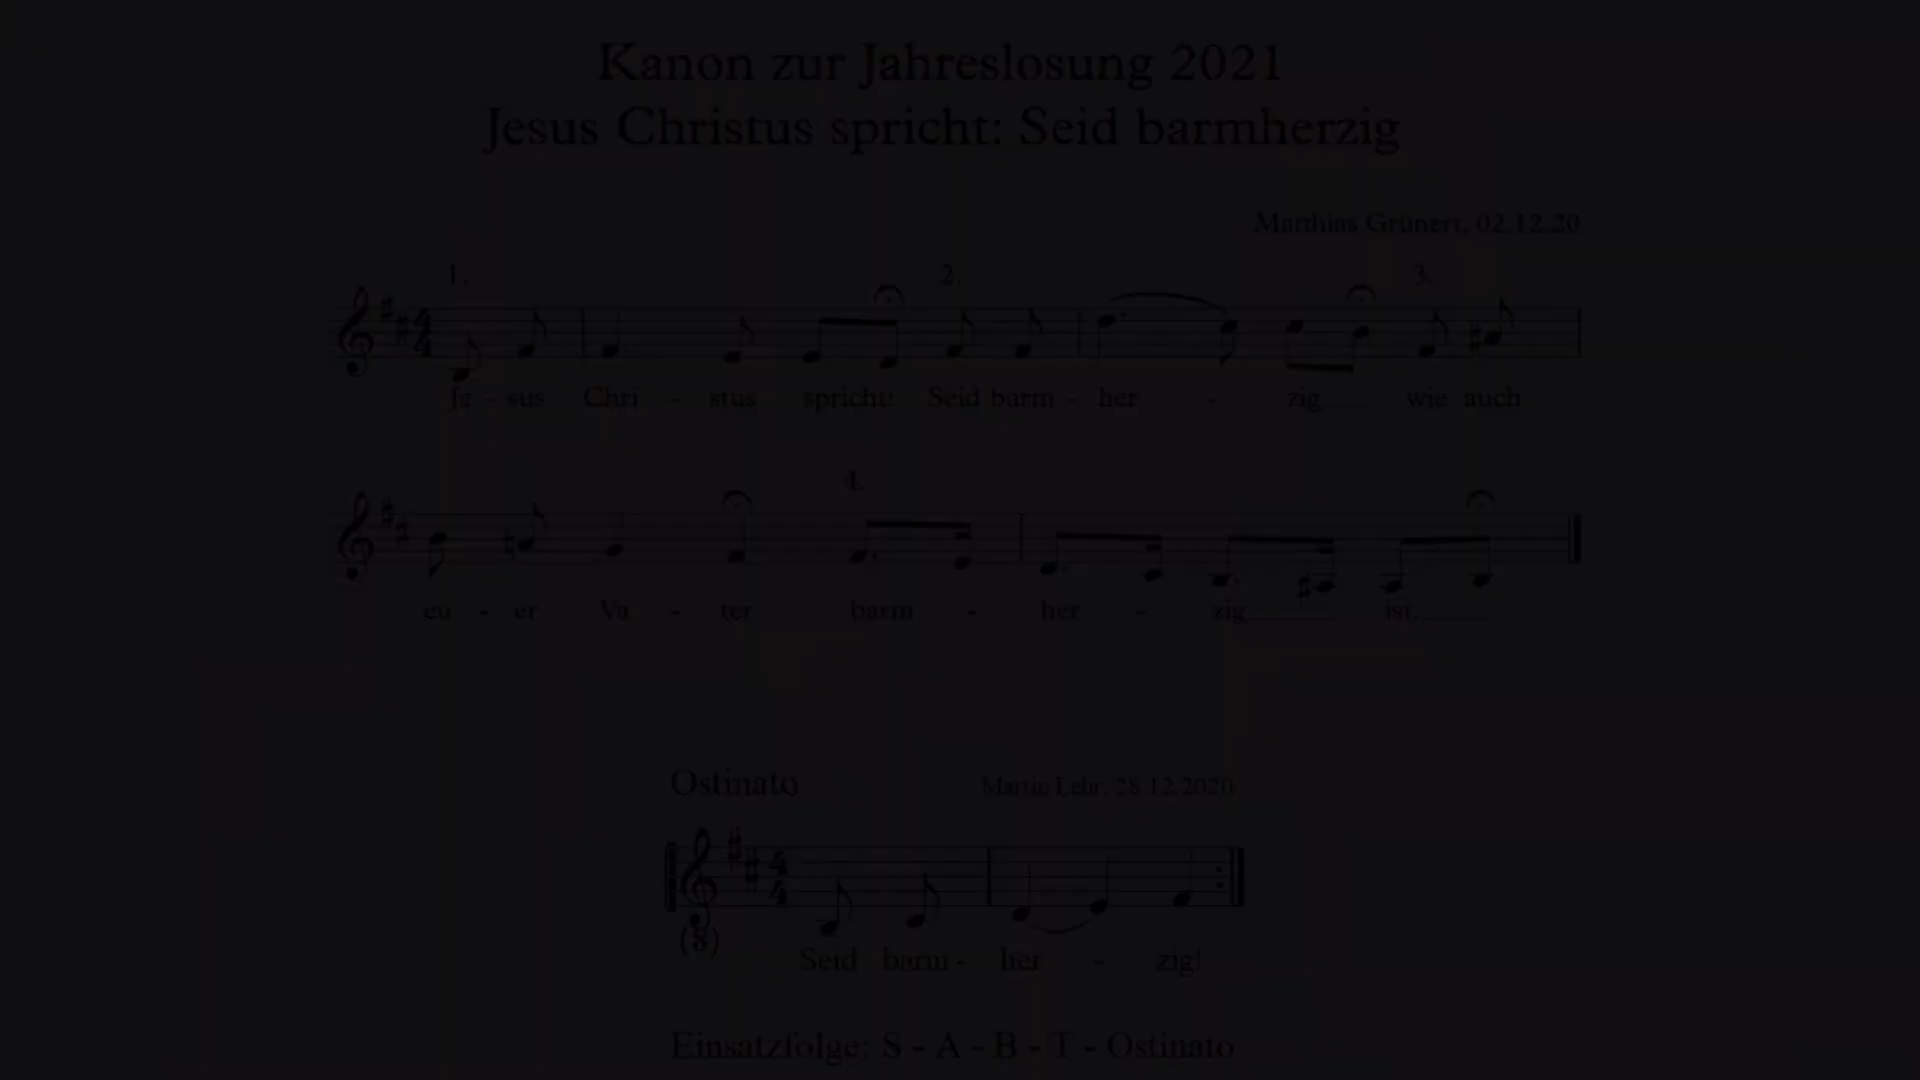 Kanon zur Jahreslosung 2021
Jesus Christus spricht: Seid barmherzig
Matthias Grünert, 02.12.20
1. 2. 3.
Je - sus Chri - stus spricht: Seid barm - her - zig wie auch
4.
eu - er Va - ter barm - her - zig ist.
Ostinato Martin Lehr, 28.12.2020
(8)
Seid barm - her - zig!
Einsatzfolge: S - A - B - T - Ostinato